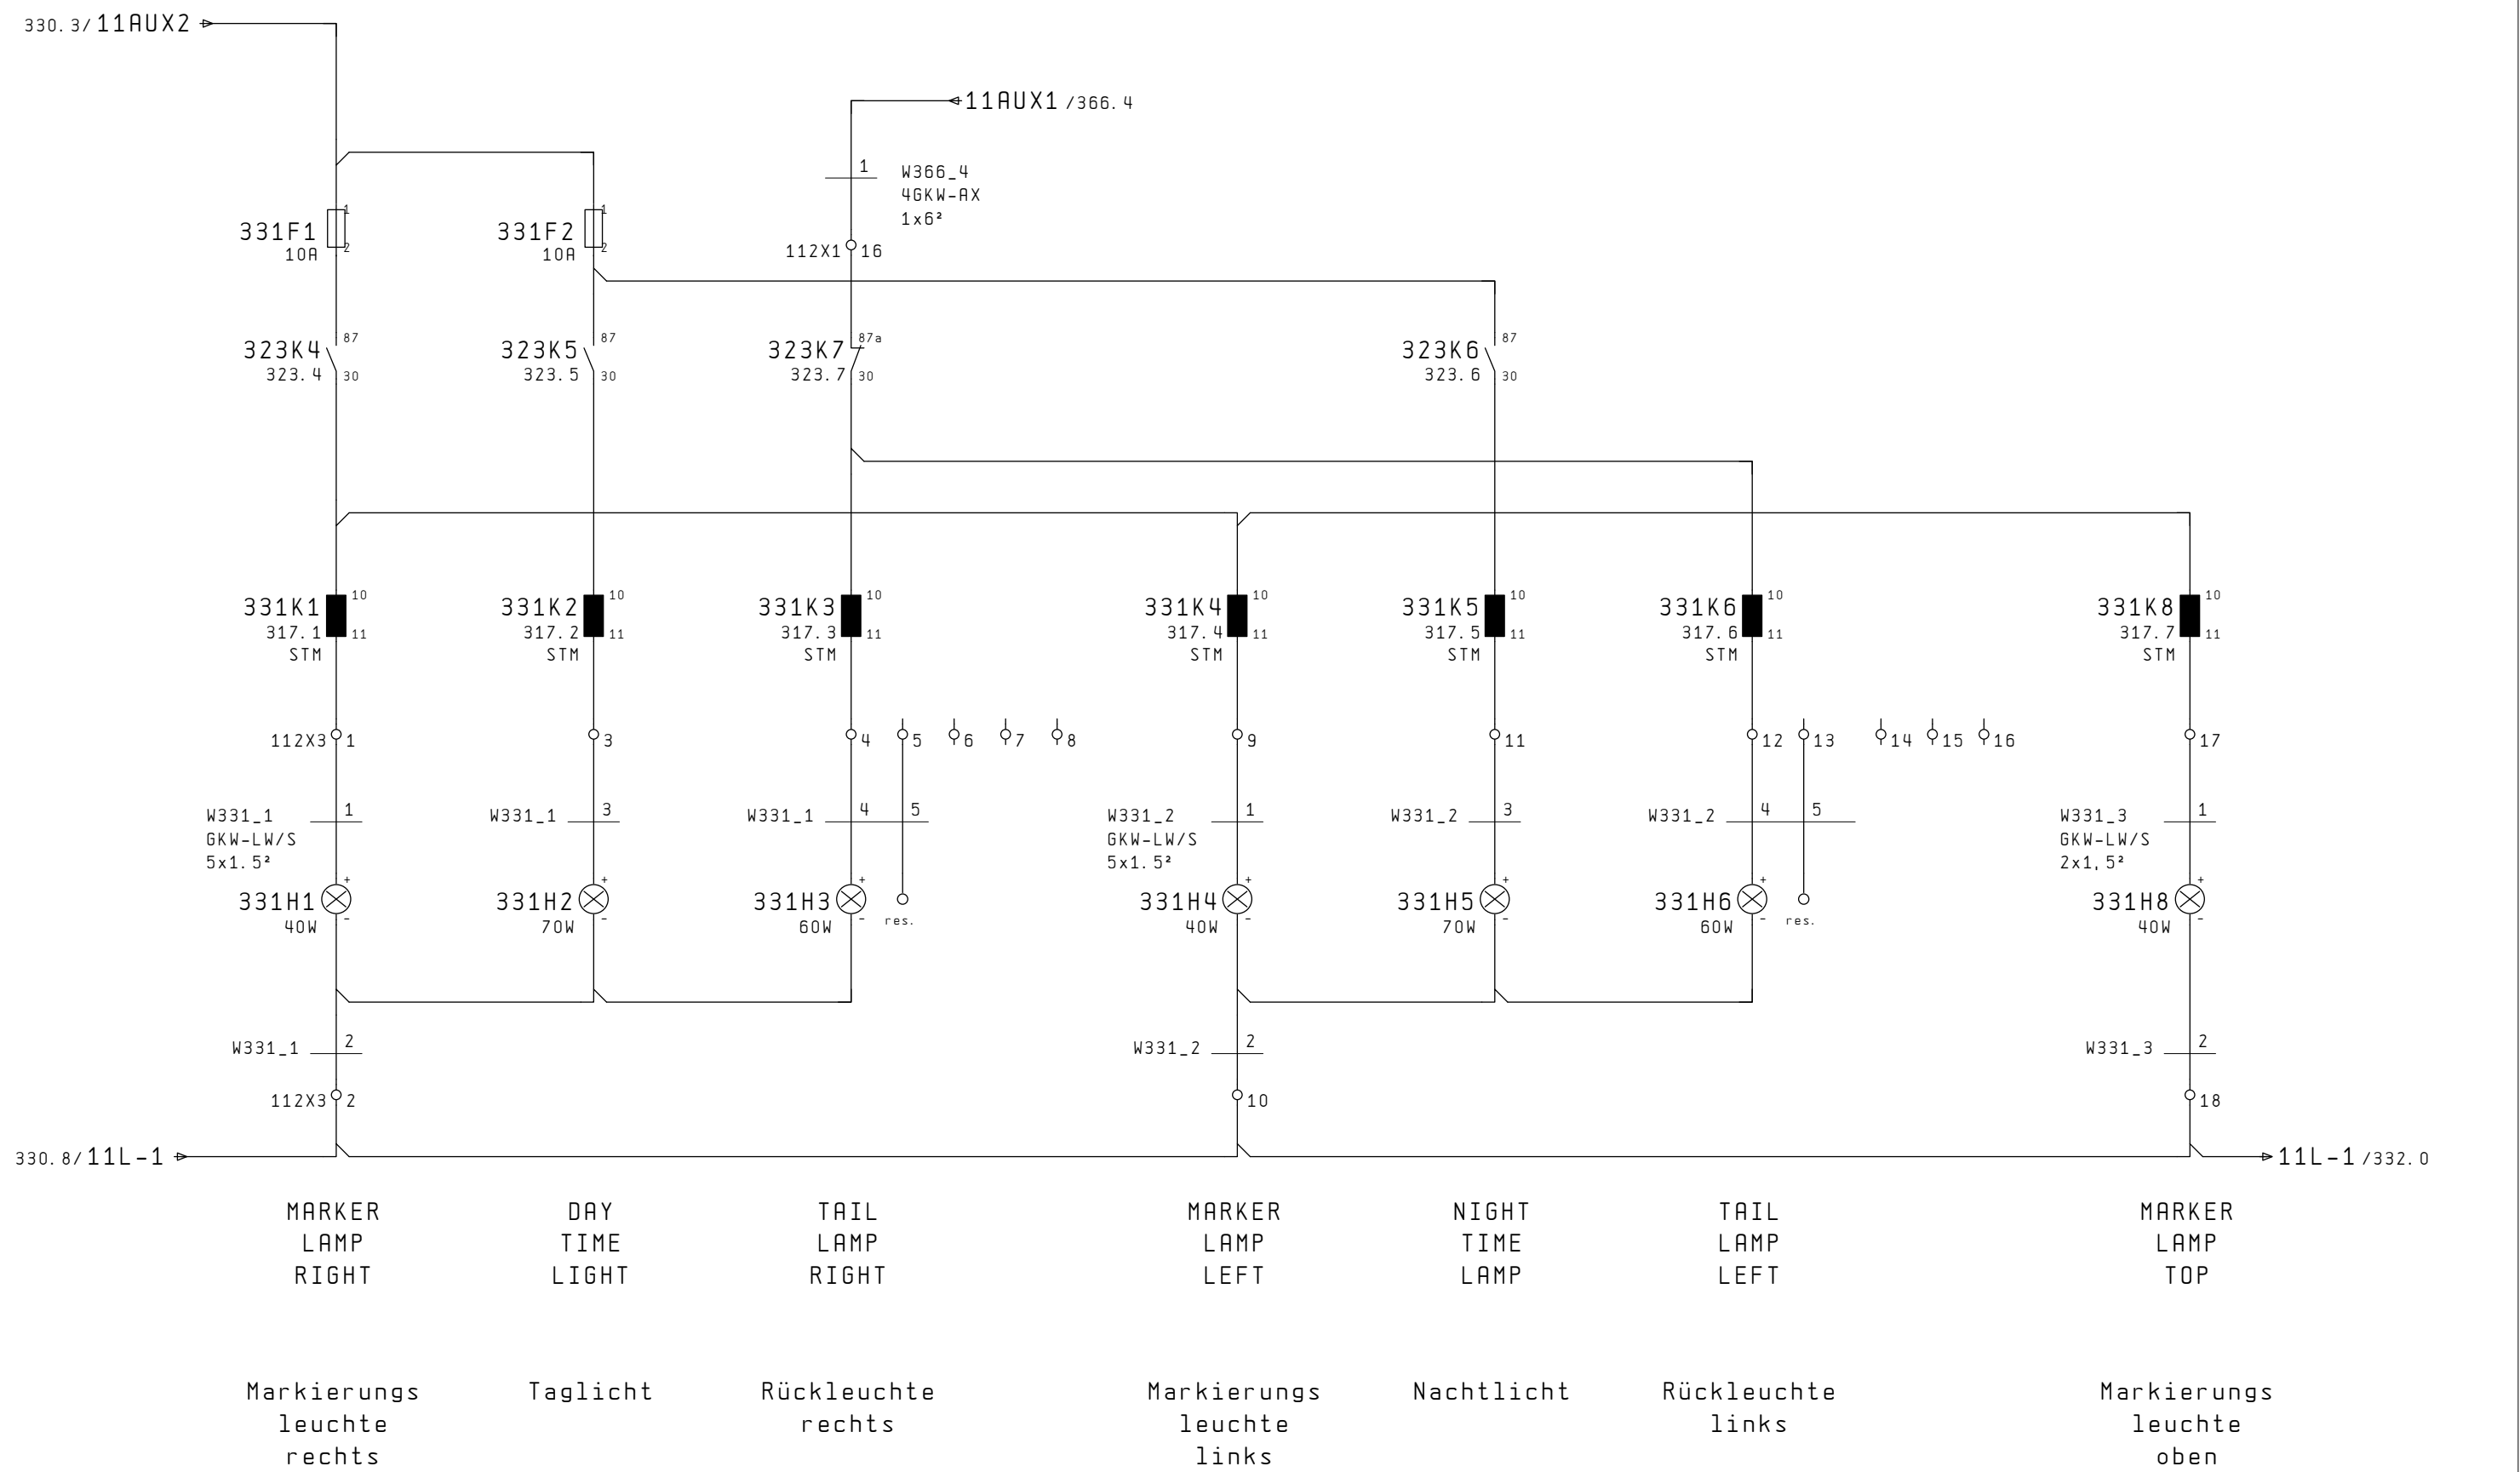 330.3/11AUX2
11AUX1/366.4
1
W366_4
4GKW-AX
1x6²
112X1 16
331F1
10A
1
2
331F2
10A
1
2
323K4
323.4
87
30
323K5
323.5
87
30
323K7
323.7
87a
30
323K6
323.6
87
30
331K1
317.1
STM
10
11
331K2
317.2
STM
10
11
331K3
317.3
STM
10
11
331K4
317.4
STM
10
11
331K5
317.5
STM
10
11
331K6
317.6
STM
10
11
331K8
317.7
STM
10
11
112X3 1 3 4 5 6 7 8 9 11 12 13 14 15 16 17
W331_1 1
GKW-LW/S
5x1.5²
W331_1 3
W331_1 4 5
W331_2 1
GKW-LW/S
5x1.5²
W331_2 3
W331_2 4 5
W331_3 1
GKW-LW/S
2x1,5²
331H1
40W
+
-
331H2
70W
+
-
331H3
60W
+
-
res.
331H4
40W
+
-
331H5
70W
+
-
331H6
60W
+
-
res.
331H8
40W
+
-
W331_1 2
W331_2 2
W331_3 2
112X3 2
10
18
330.8/11L-1
11L-1/332.0
MARKER
LAMP
RIGHT
DAY
TIME
LIGHT
TAIL
LAMP
RIGHT
MARKER
LAMP
LEFT
NIGHT
TIME
LAMP
TAIL
LAMP
LEFT
MARKER
LAMP
TOP
Markierungs
leuchte
rechts
Taglicht
Rückleuchte
rechts
Markierungs
leuchte
links
Nachtlicht
Rückleuchte
links
Markierungs
leuchte
oben